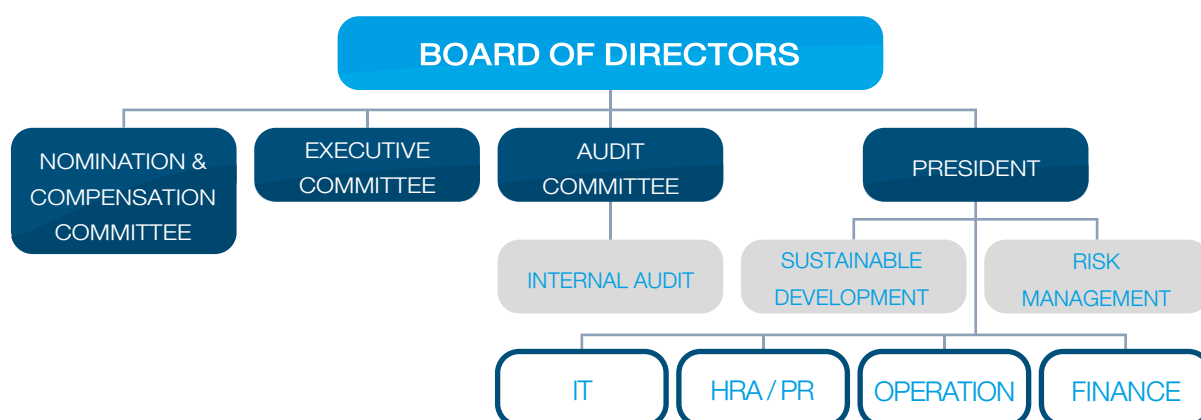 BOARD OF DIRECTORS
NOMINATION &
COMPENSATION
COMMITTEE
EXECUTIVE
COMMITTEE
AUDIT
COMMITTEE
PRESIDENT
INTERNAL AUDIT
SUSTAINABLE
DEVELOPMENT
RISK
MANAGEMENT
IT
HRA / PR
OPERATION
FINANCE